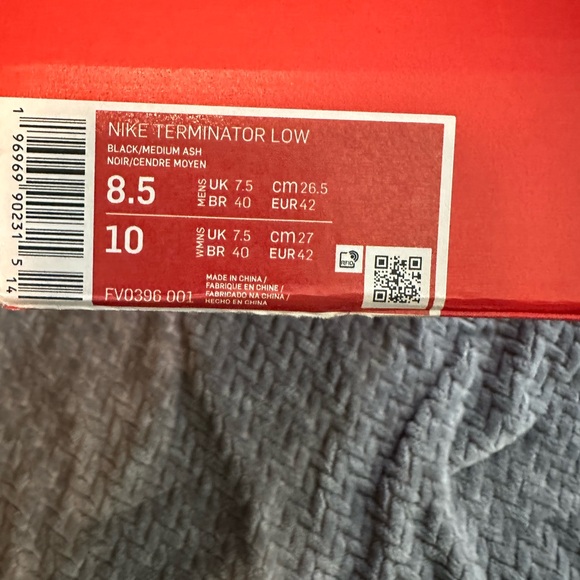 1 96969 90231 5 14
NIKE TERMINATOR LOW
BLACK/MEDIUM ASH
NOIR/CENDRE MOYEN
8.5 MENS UK 7.5 cm 26.5
BR 40 EUR 42
10 WMNS UK 7.5 cm 27
BR 40 EUR 42
RFID
MADE IN CHINA /
FABRIQUE EN CHINE /
FABRICADO NA CHINA /
HECHO EN CHINA
FV0396 001